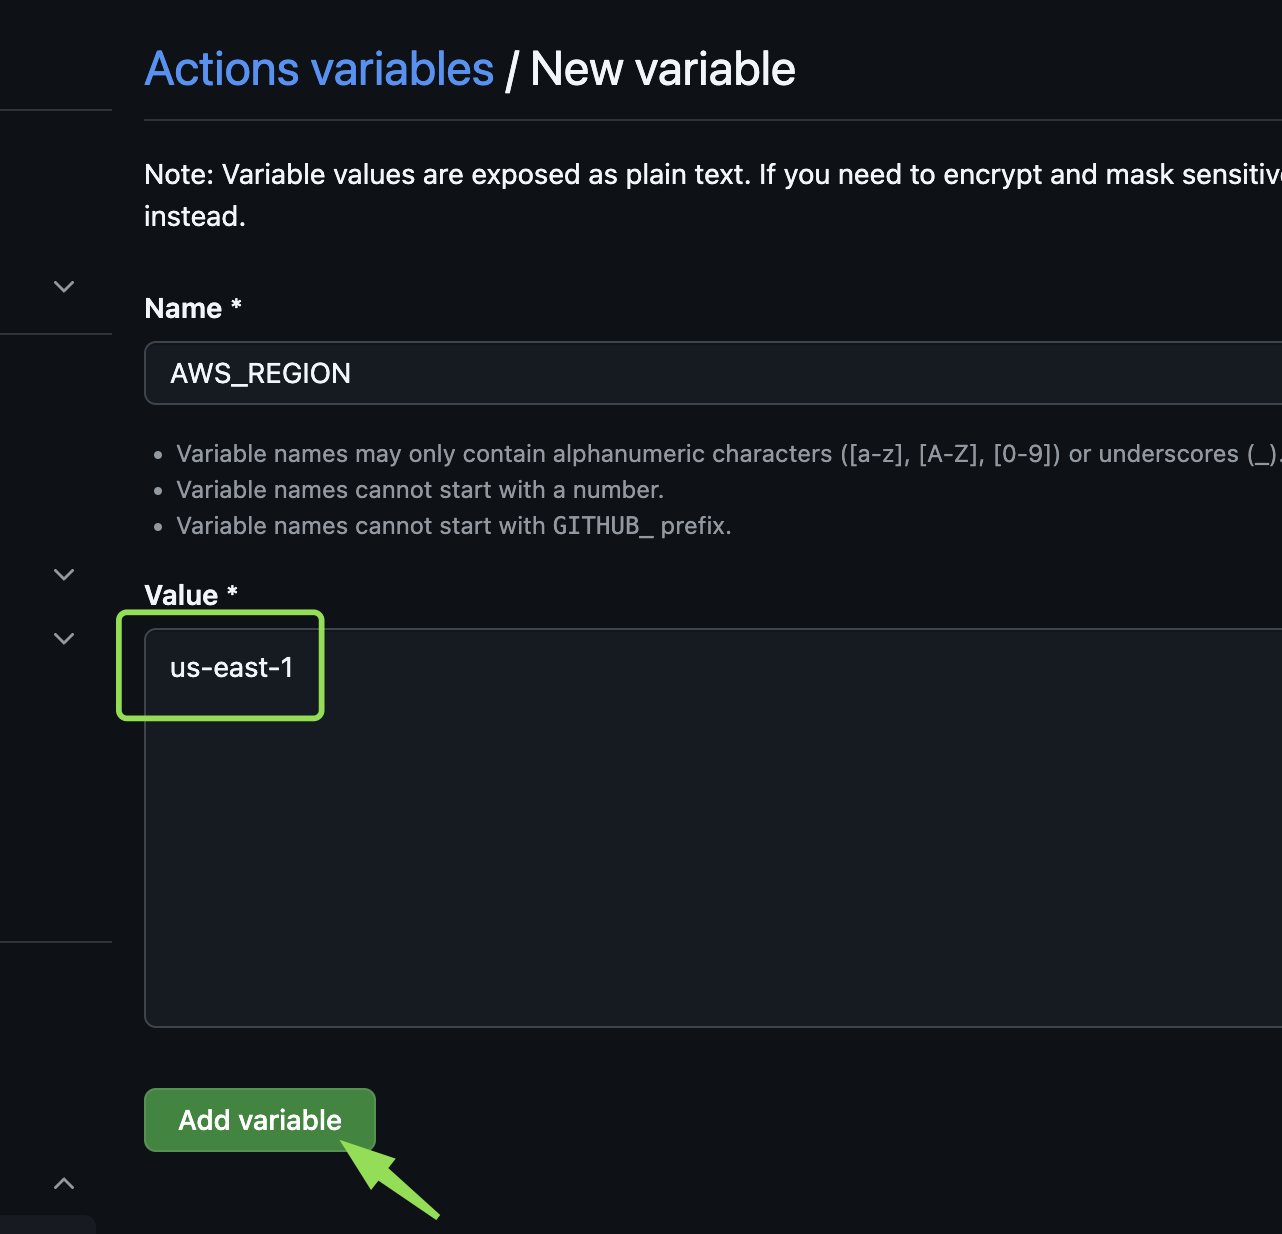 Actions variables / New variable
Note: Variable values are exposed as plain text. If you need to encrypt and mask
instead.
Name *
AWS_REGION
• Variable names may only contain alphanumeric characters ([a-z], [A-Z], [0-9]) or underscores (_).
• Variable names cannot start with a number.
• Variable names cannot start with GITHUB_ prefix.
Value *
us-east-1
Add variable